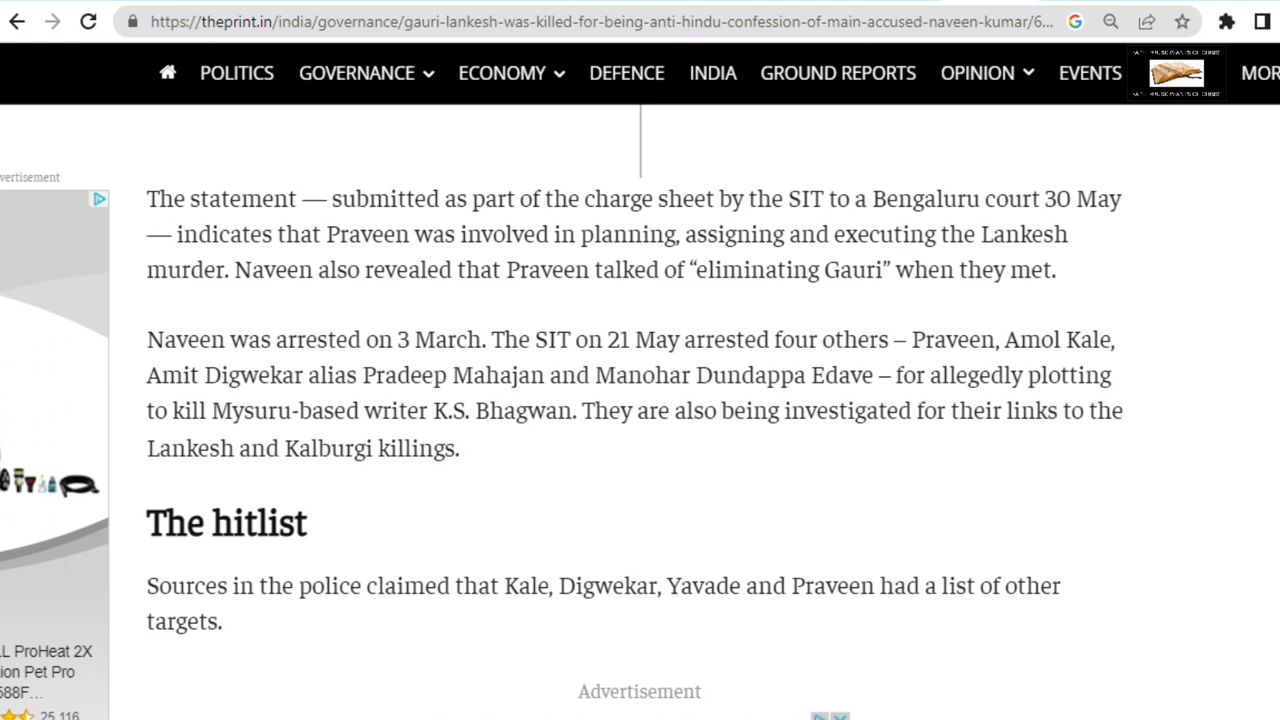 https://theprint.in/india/governance/gauri-lankesh-was-killed-for-being-anti-hindu-confession-of-main-accused-naveen-kumar/6...
POLITICS GOVERNANCE ECONOMY DEFENCE INDIA GROUND REPORTS OPINION EVENTS MOR
vertisement
The statement — submitted as part of the charge sheet by the SIT to a Bengaluru court 30 May
— indicates that Praveen was involved in planning, assigning and executing the Lankesh
murder. Naveen also revealed that Praveen talked of “eliminating Gauri” when they met.
Naveen was arrested on 3 March. The SIT on 21 May arrested four others – Praveen, Amol Kale,
Amit Digwekar alias Pradeep Mahajan and Manohar Dundappa Edave – for allegedly plotting
to kill Mysuru-based writer K.S. Bhagwan. They are also being investigated for their links to the
Lankesh and Kalburgi killings.
The hitlist
Sources in the police claimed that Kale, Digwekar, Yavade and Praveen had a list of other
targets.
LL ProHeat 2X
ion Pet Pro
588F...
25,116
Advertisement